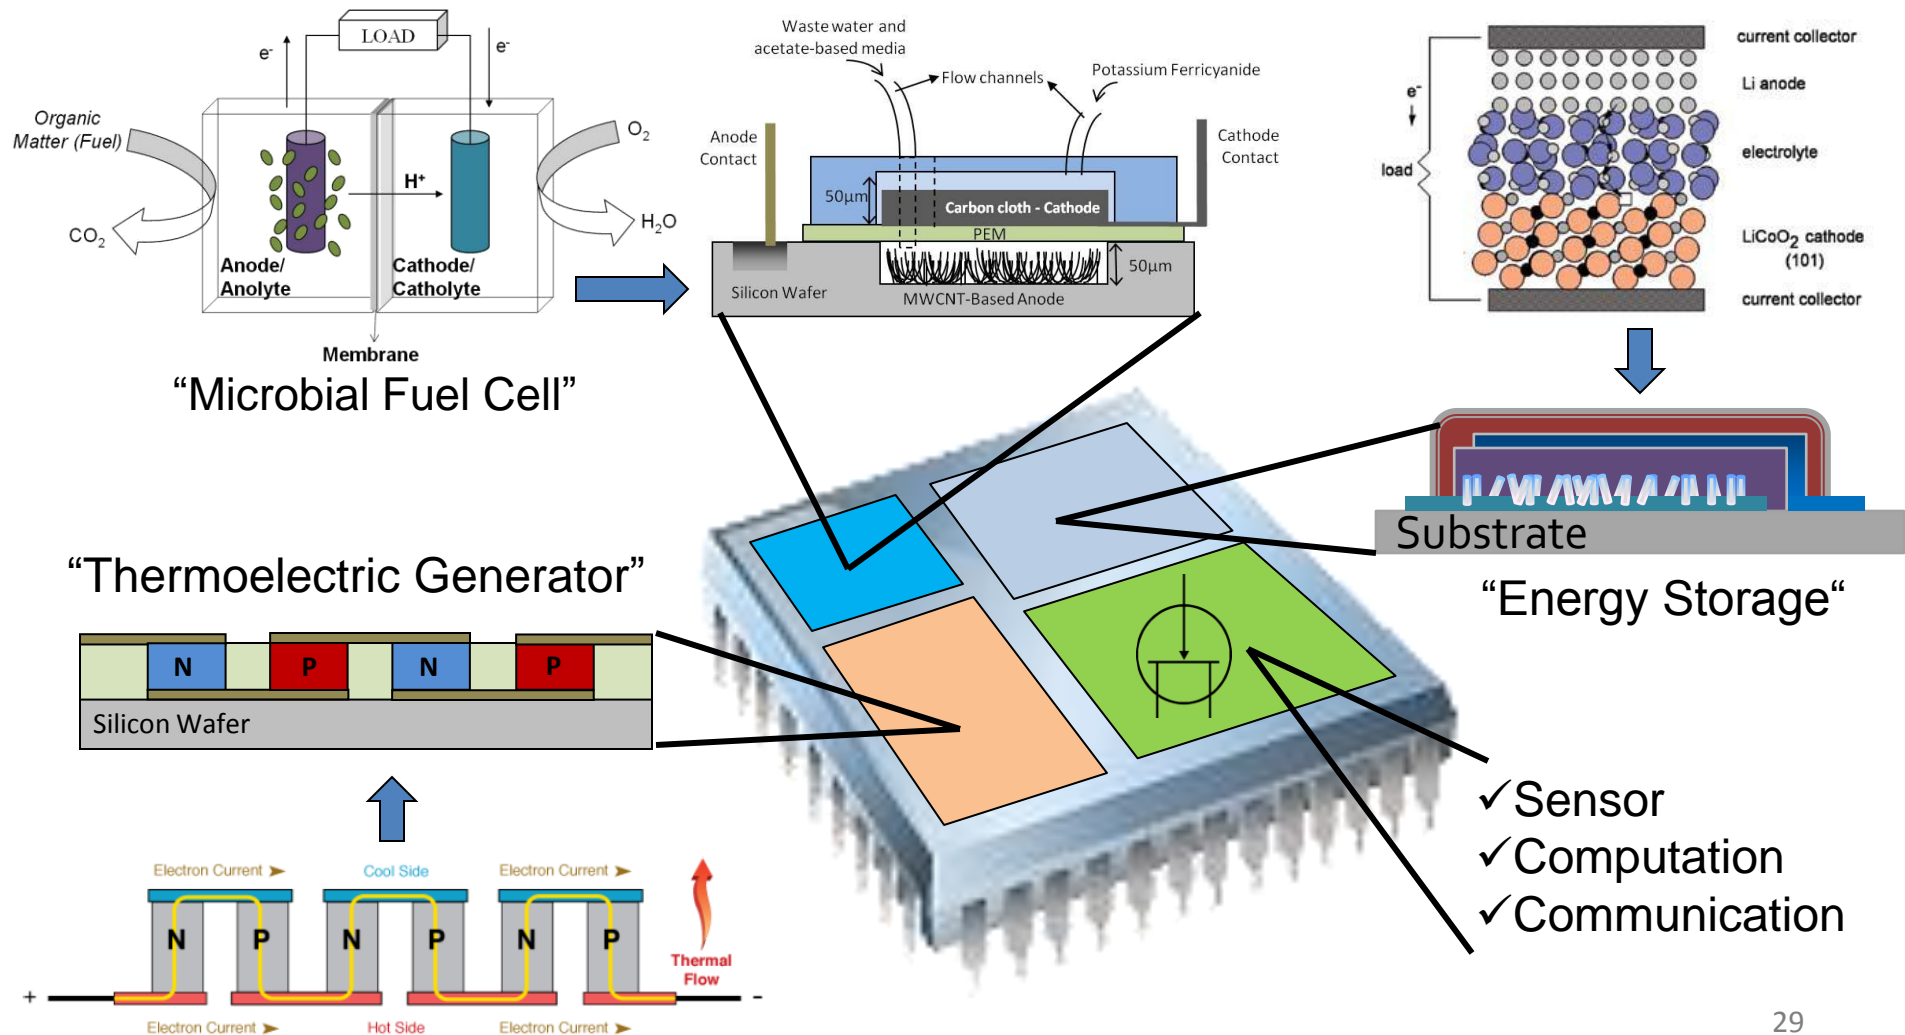 LOAD
e-
e-
Organic
Matter (Fuel)
O2
H+
CO2
H2O
Anode/
Anolyte
Cathode/
Catholyte
Membrane
“Microbial Fuel Cell”
Waste water and
acetate-based media
Flow channels
Potassium Ferricyanide
Anode
Contact
Cathode
Contact
50µm
Carbon cloth - Cathode
PEM
50µm
Silicon Wafer
MWCNT-Based Anode
current collector
Li anode
e-
electrolyte
load
LiCoO2 cathode
(101)
current collector
Substrate
“Energy Storage“
“Thermoelectric Generator”
N
P
N
P
Silicon Wafer
✓Sensor
✓Computation
✓Communication
Electron Current ➤
Cool Side
Electron Current ➤
N
P
N
P
N
P
Thermal
Flow
+
-
Electron Current ➤
Hot Side
Electron Current ➤
29